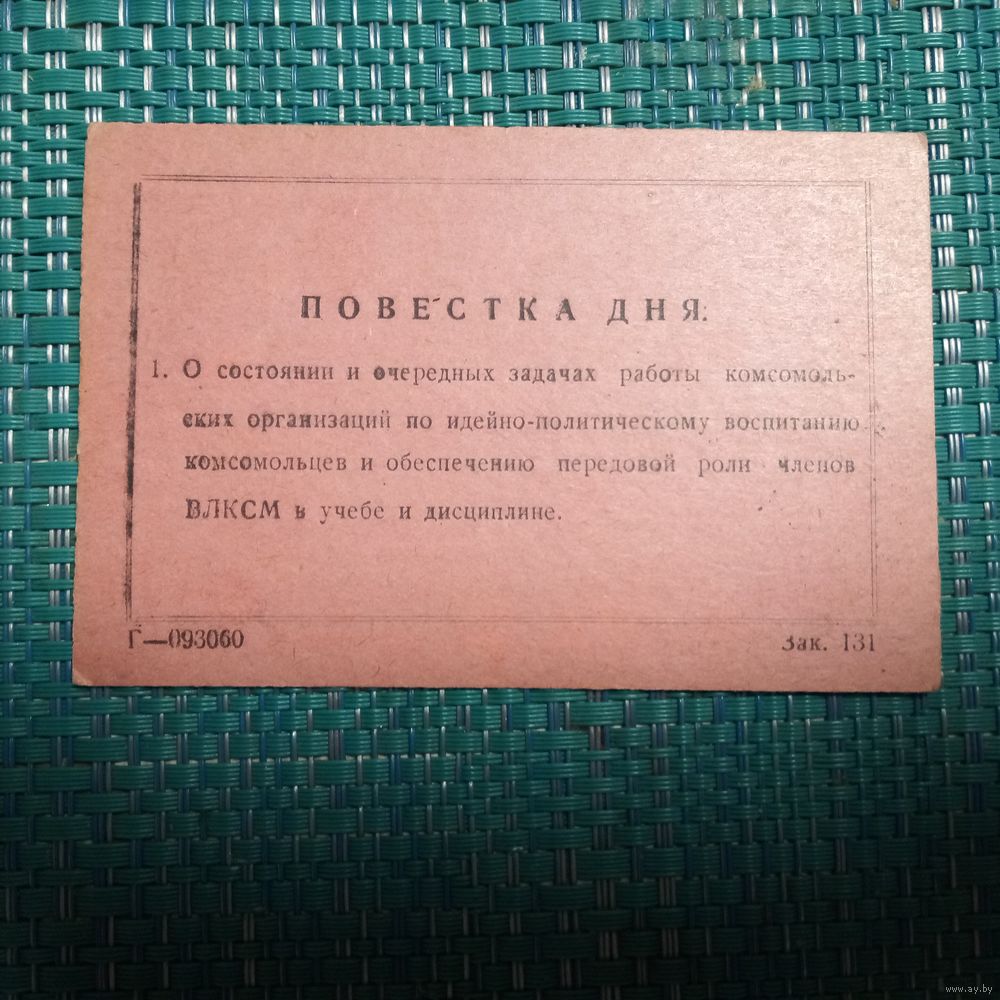 ПОВЕСТКА ДНЯ:
1. О состоянии и очередных задачах работы комсомоль-
ских организаций по идейно-политическому воспитанию
комсомольцев и обеспечению передовой роли членов
ВЛКСМ в учебе и дисциплине.
Г—093060 Зак. 131
www.ay.by